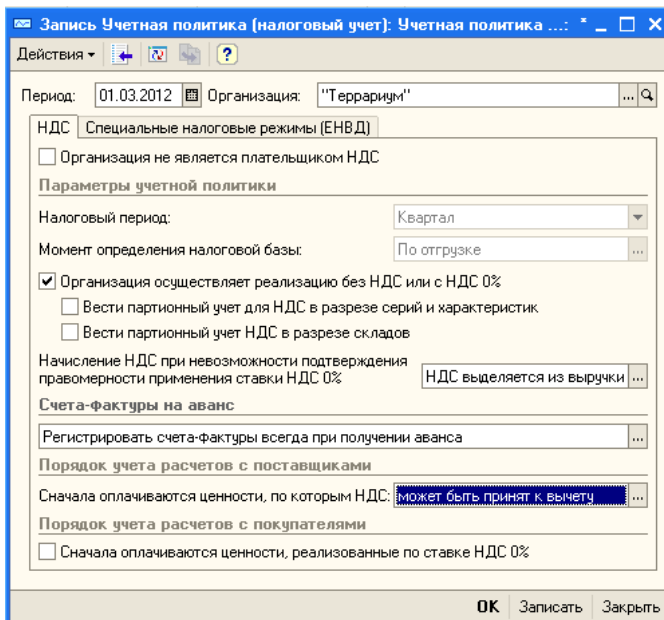 Запись Учетная политика (налоговый учет): Учетная политика ...: *
Действия
Период: 01.03.2012 Организация: "Террариум" ...
НДС Специальные налоговые режимы (ЕНВД)
Организация не является плательщиком НДС
Параметры учетной политики
Налоговый период: Квартал
Момент определения налоговой базы: По отгрузке ...
Организация осуществляет реализацию без НДС или с НДС 0%
Вести партионный учет для НДС в разрезе серий и характеристик
Вести партионный учет НДС в разрезе складов
Начисление НДС при невозможности подтверждения
правомерности применения ставки НДС 0% НДС выделяется из выручки ...
Счета-фактуры на аванс
Регистрировать счета-фактуры всегда при получении аванса ...
Порядок учета расчетов с поставщиками
Сначала оплачиваются ценности, по которым НДС: может быть принят к вычету ...
Порядок учета расчетов с покупателями
Сначала оплачиваются ценности, реализованные по ставке НДС 0%
OK Записать Закрыть